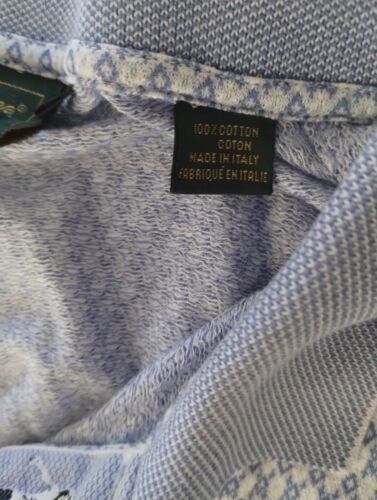 100% COTTON
COTON
MADE IN ITALY
FABRIQUÉ EN ITALIE